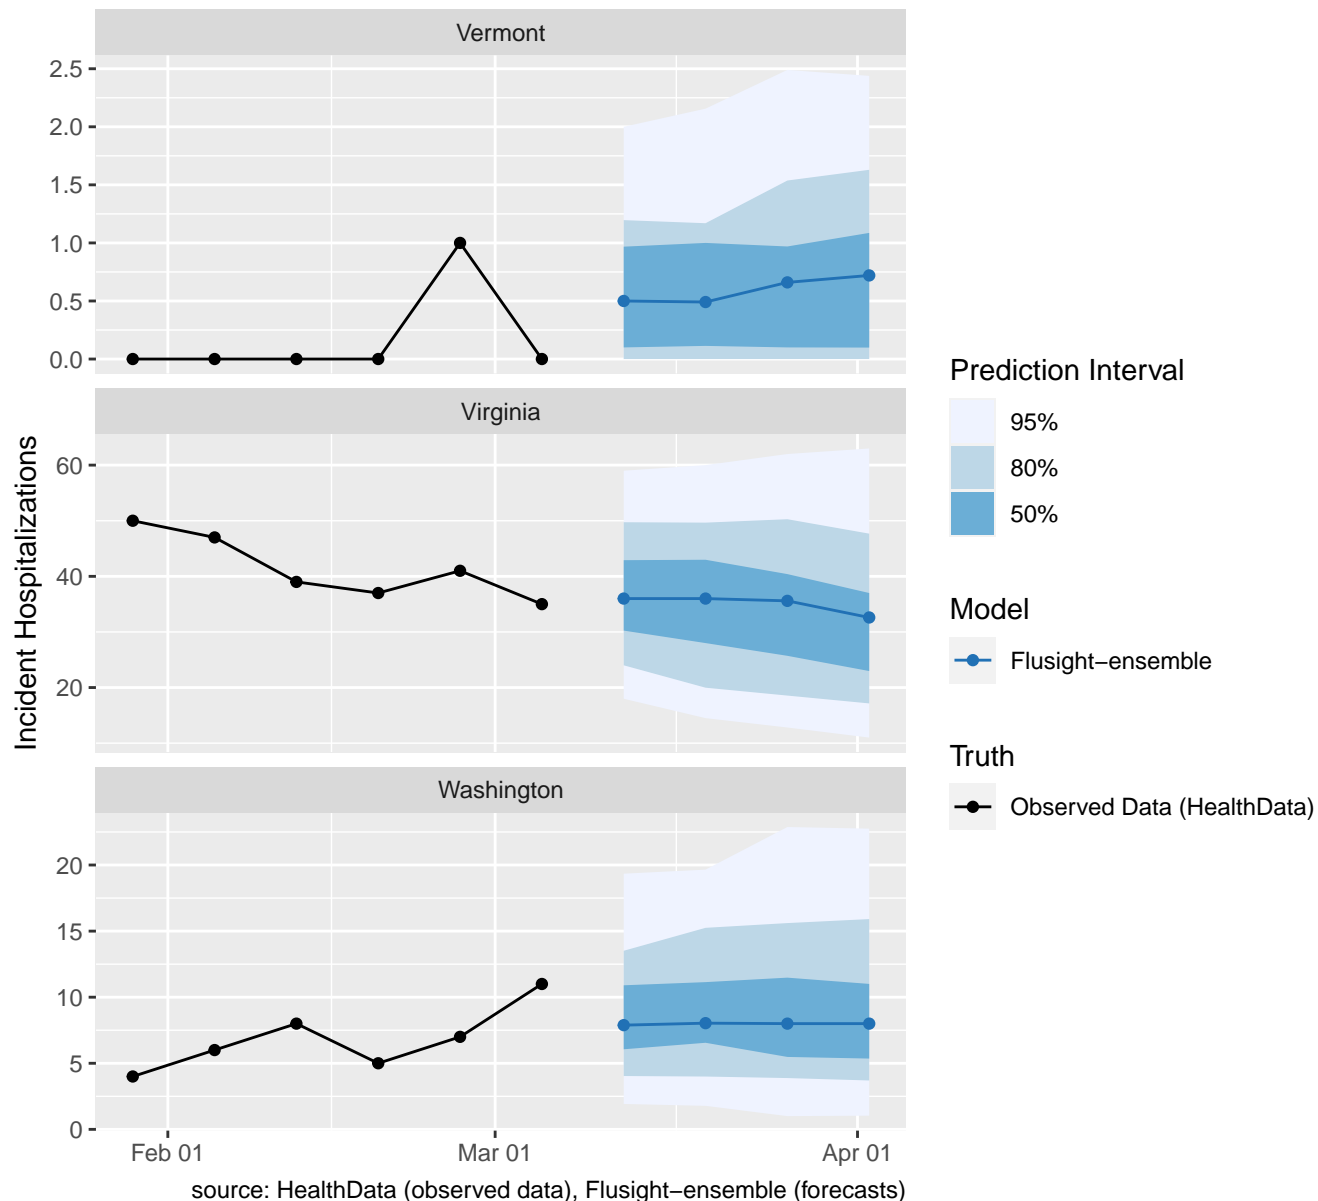 Vermont
2.5
2.0
1.5
1.0
0.5
0.0
Virginia
60
40
20
Washington
20
15
10
5
0
Feb 01
Mar 01
Apr 01
Incident Hospitalizations
source: HealthData (observed data), Flusight−ensemble (forecasts)
Prediction Interval
95%
80%
50%
Model
Flusight−ensemble
Truth
Observed Data (HealthData)